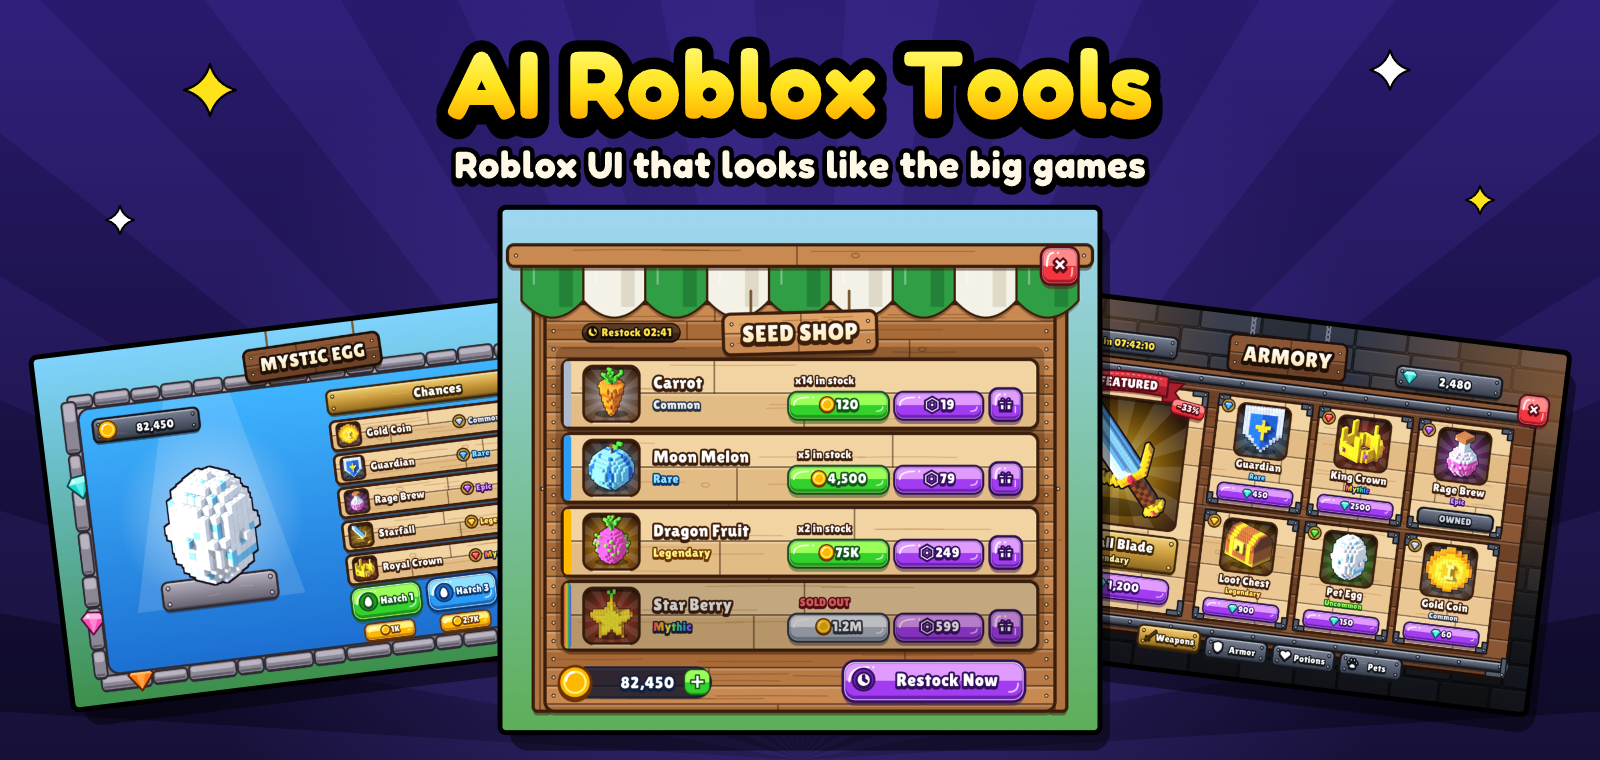 AI Roblox Tools
Roblox UI that looks like the big games
MYSTIC EGG
82,450
Chances
Gold Coin
Common
Guardian
Rare
Rage Brew
Epic
Starfall
Royal Crown
Hatch 1
Hatch 3
1K
2.7K
Restock 02:41
SEED SHOP
Carrot
Common
x14 in stock
120
19
Moon Melon
Rare
x5 in stock
4,500
79
Dragon Fruit
Legendary
x2 in stock
75K
249
Star Berry
Mythic
SOLD OUT
1.2M
599
82,450
Restock Now
in 07:42:10
ARMORY
2,480
FEATURED
-33%
Blade
1,200
Guardian
Rare
450
King Crown
Mythic
2500
Rage Brew
Epic
OWNED
Loot Chest
Legendary
900
Pet Egg
Uncommon
150
Gold Coin
Common
60
Weapons
Armor
Potions
Pets